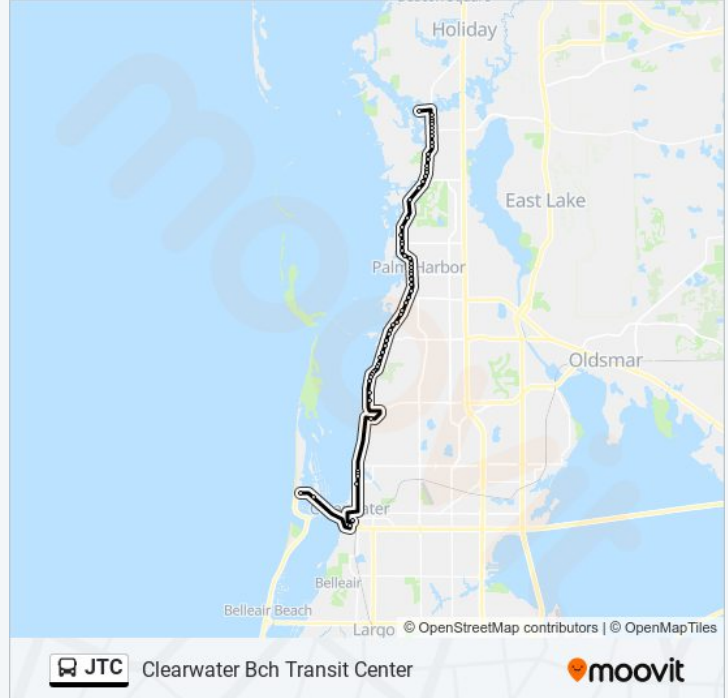 Holiday
East Lake
Palm Harbor
Oldsmar
Clearwater
Belleair
Belleair Beach
Largo
© OpenStreetMap contributors | © OpenMapTiles
JTC Clearwater Bch Transit Center
moovit
moovit